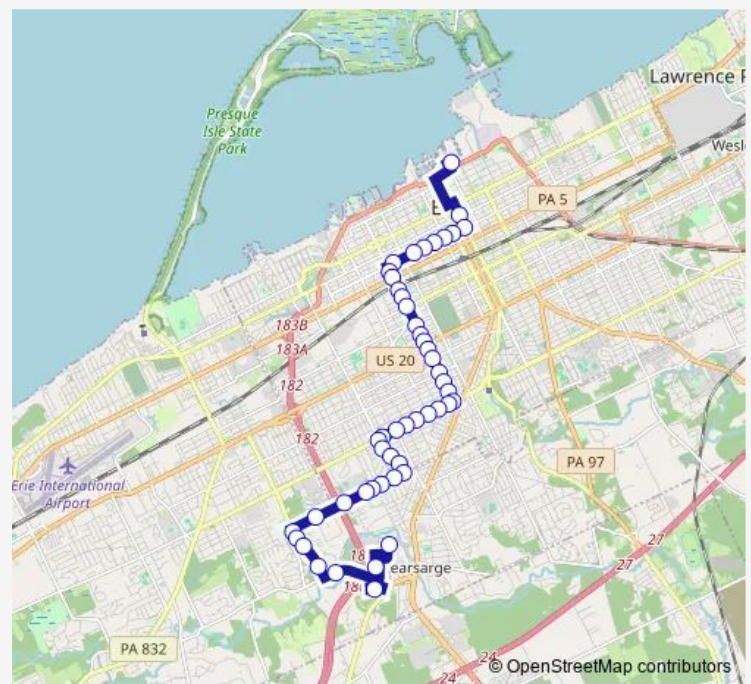 Lawrence P
Presque
Isle State
Park
Wesl
PA 5
E
183B
183A
US 20
182
182
PA 97
Erie International
Airport
27
27
18
earsarge
18
PA 832
24
24
© OpenStreetMap contributors